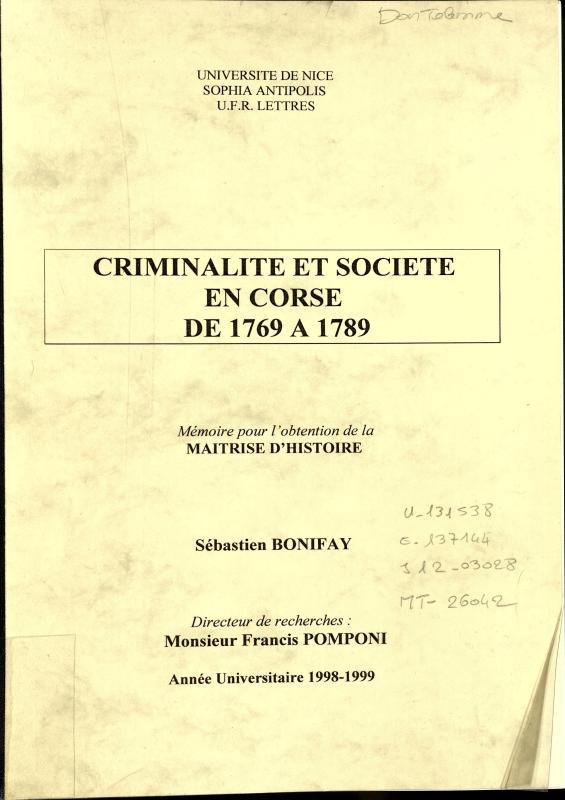 UNIVERSITE DE NICE
SOPHIA ANTIPOLIS
U.F.R. LETTRES
CRIMINALITE ET SOCIETE
EN CORSE
DE 1769 A 1789
Mémoire pour l'obtention de la
MAITRISE D'HISTOIRE
U-131538
Sébastien BONIFAY
E-137144
J12-03028
MT-26042
Directeur de recherches :
Monsieur Francis POMPONI
Année Universitaire 1998-1999